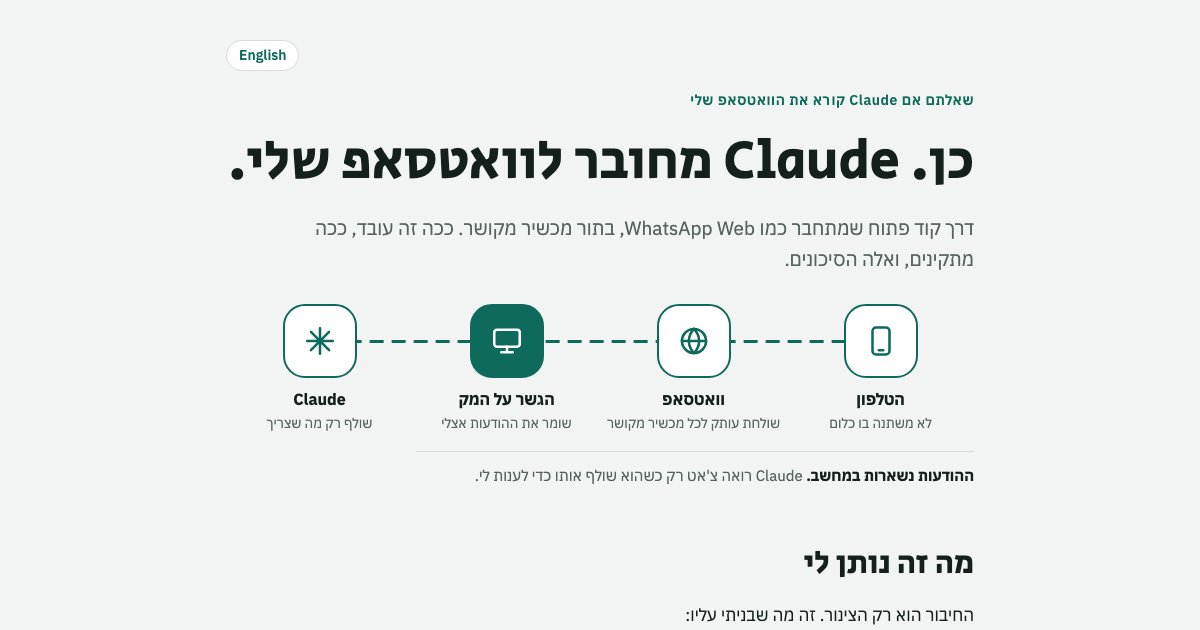 English
שאלתם אם Claude קורא את הוואטסאפ שלי
כן. Claude מחובר לוואטסאפ שלי.
דרך קוד פתוח שמתחבר כמו WhatsApp Web, בתור מכשיר מקושר. ככה זה עובד, ככה
מתקינים, ואלה הסיכונים.
הטלפון
לא משתנה בו כלום
וואטסאפ
שולחת עותק לכל מכשיר מקושר
הגשר על המק
שומר את ההודעות אצלי
Claude
שולף רק מה שצריך
ההודעות נשארות במחשב. Claude רואה צ'אט רק כשהוא שולף אותו כדי לענות לי.
מה זה נותן לי
החיבור הוא רק הצינור. זה מה שבניתי עליו: